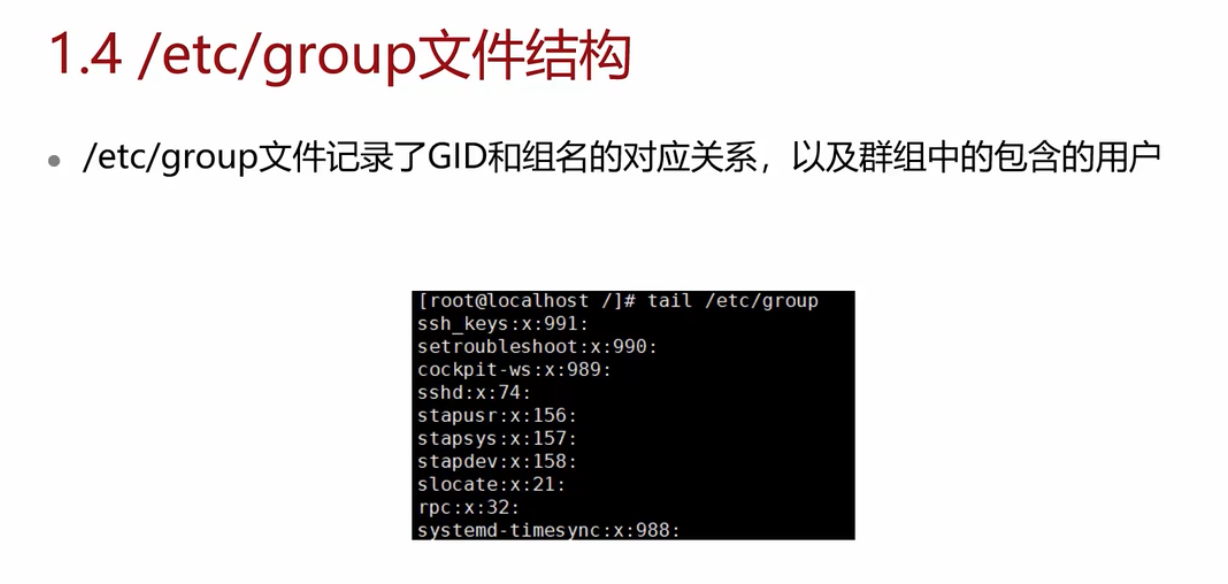 1.4 /etc/group文件结构
• /etc/group文件记录了GID和组名的对应关系，以及群组中的包含的用户
[root@localhost /]# tail /etc/group
ssh_keys:x:991:
setroubleshoot:x:990:
cockpit-ws:x:989:
sshd:x:74:
stapusr:x:156:
stapsys:x:157:
stapdev:x:158:
slocate:x:21:
rpc:x:32:
systemd-timesync:x:988: